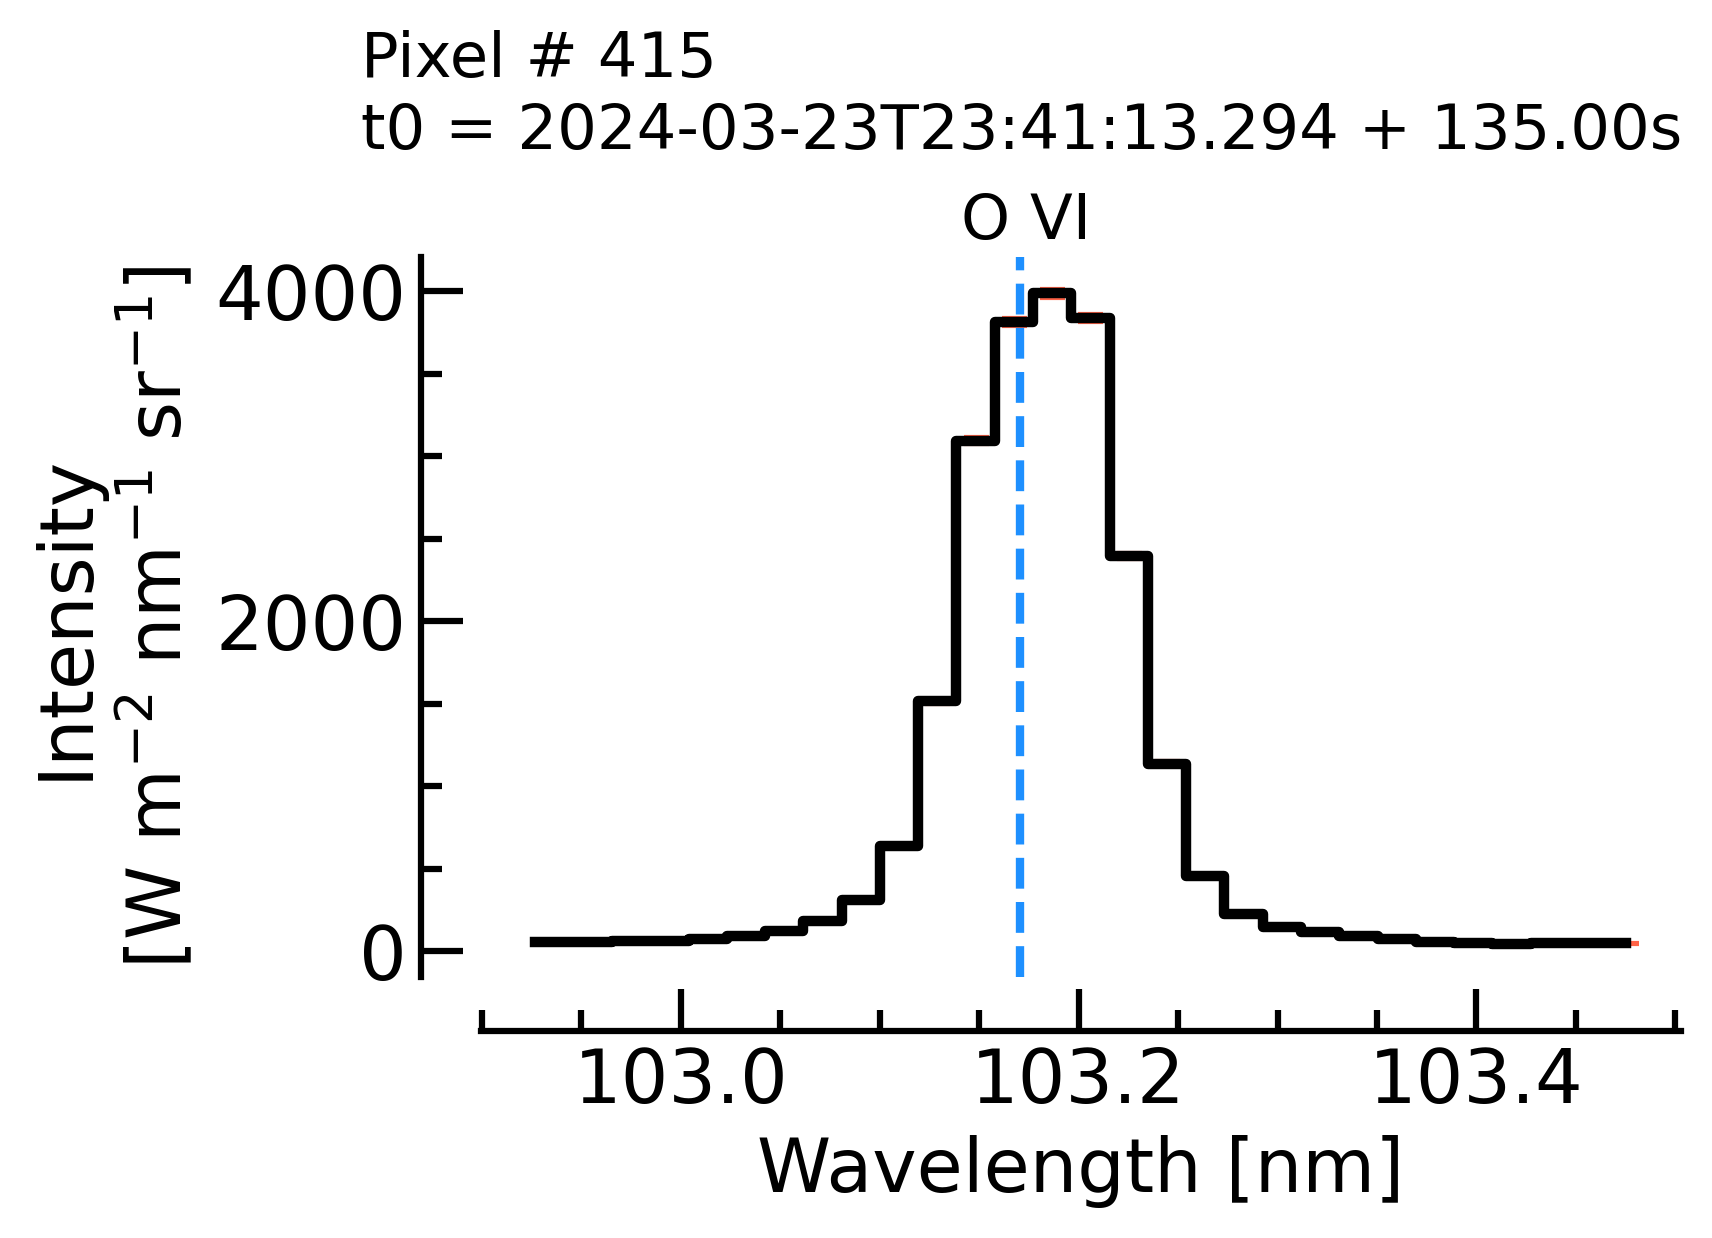 Pixel # 415
t0 = 2024-03-23T23:41:13.294 + 135.00s
O VI
Intensity
[W m⁻² nm⁻¹ sr⁻¹]
4000
2000
0
103.0 103.2 103.4
Wavelength [nm]